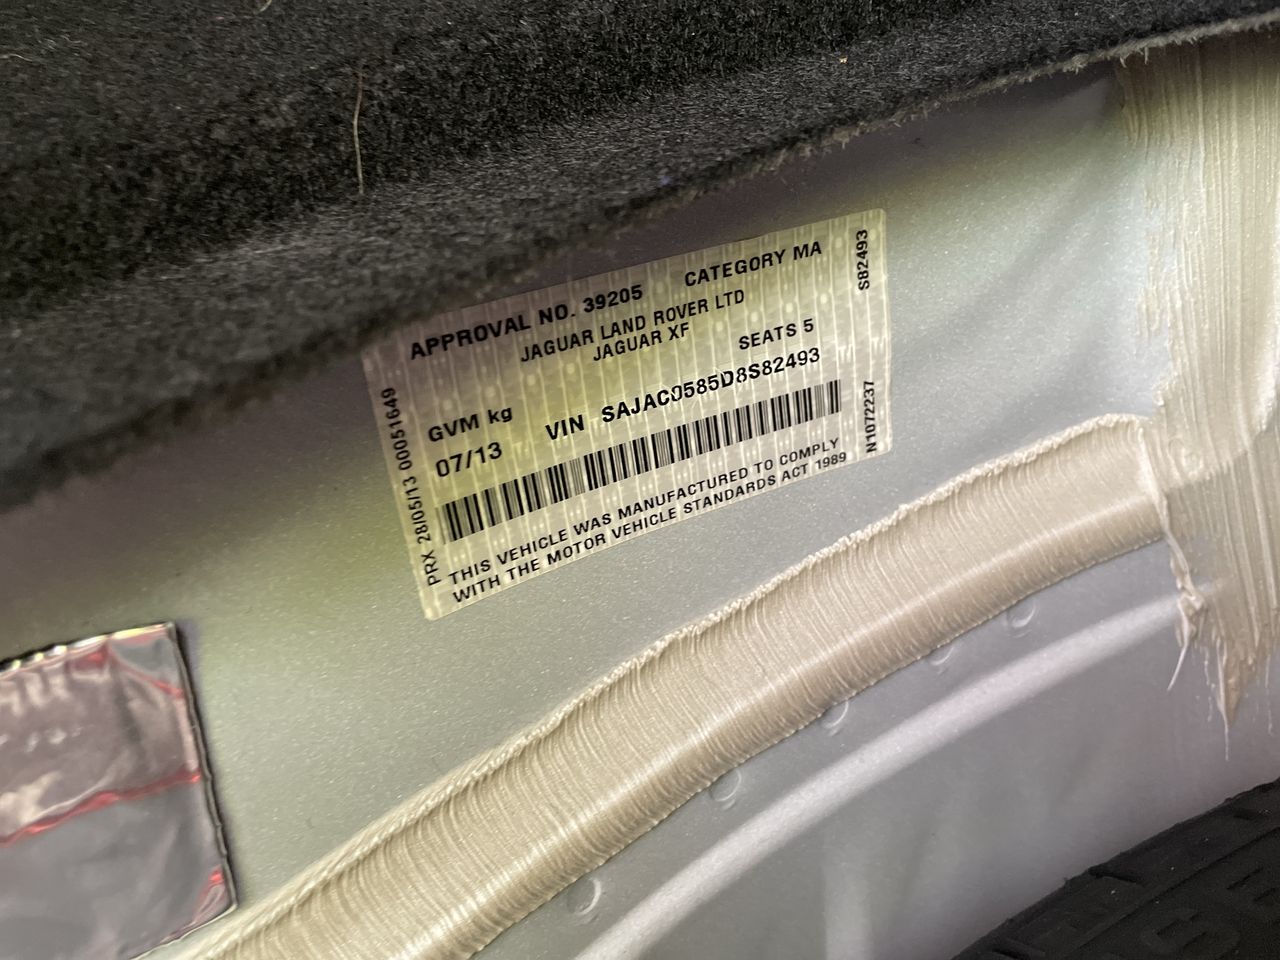 APPROVAL NO. 39205 CATEGORY MA
JAGUAR LAND ROVER LTD
JAGUAR XF
SEATS 5
GVM kg
07/13 VIN SAJAC0585D8S82493
THIS VEHICLE WAS MANUFACTURED TO COMPLY
WITH THE MOTOR VEHICLE STANDARDS ACT 1989
PRX 28/05/13 00051649
S82493
N1072237